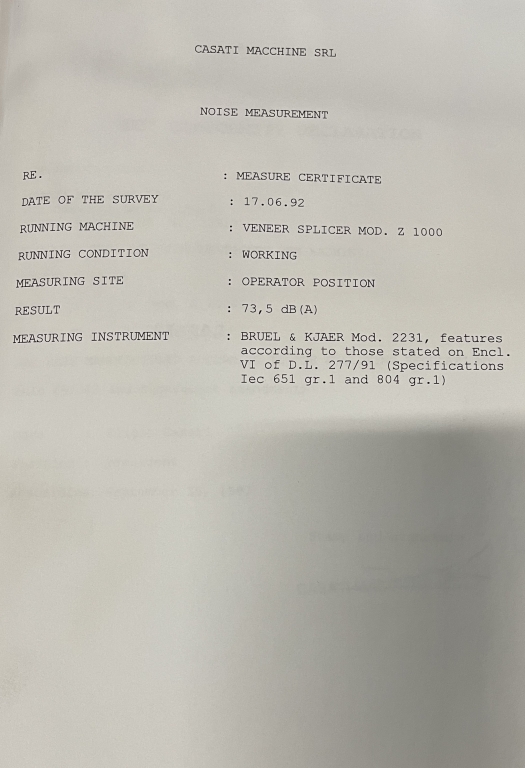 CASATI MACCHINE SRL
NOISE MEASUREMENT
RE. : MEASURE CERTIFICATE
DATE OF THE SURVEY : 17.06.92
RUNNING MACHINE : VENEER SPLICER MOD. Z 1000
RUNNING CONDITION : WORKING
MEASURING SITE : OPERATOR POSITION
RESULT : 73,5 dB(A)
MEASURING INSTRUMENT : BRUEL & KJAER Mod. 2231, features
according to those stated on Encl.
VI of D.L. 277/91 (Specifications
Iec 651 gr.1 and 804 gr.1)